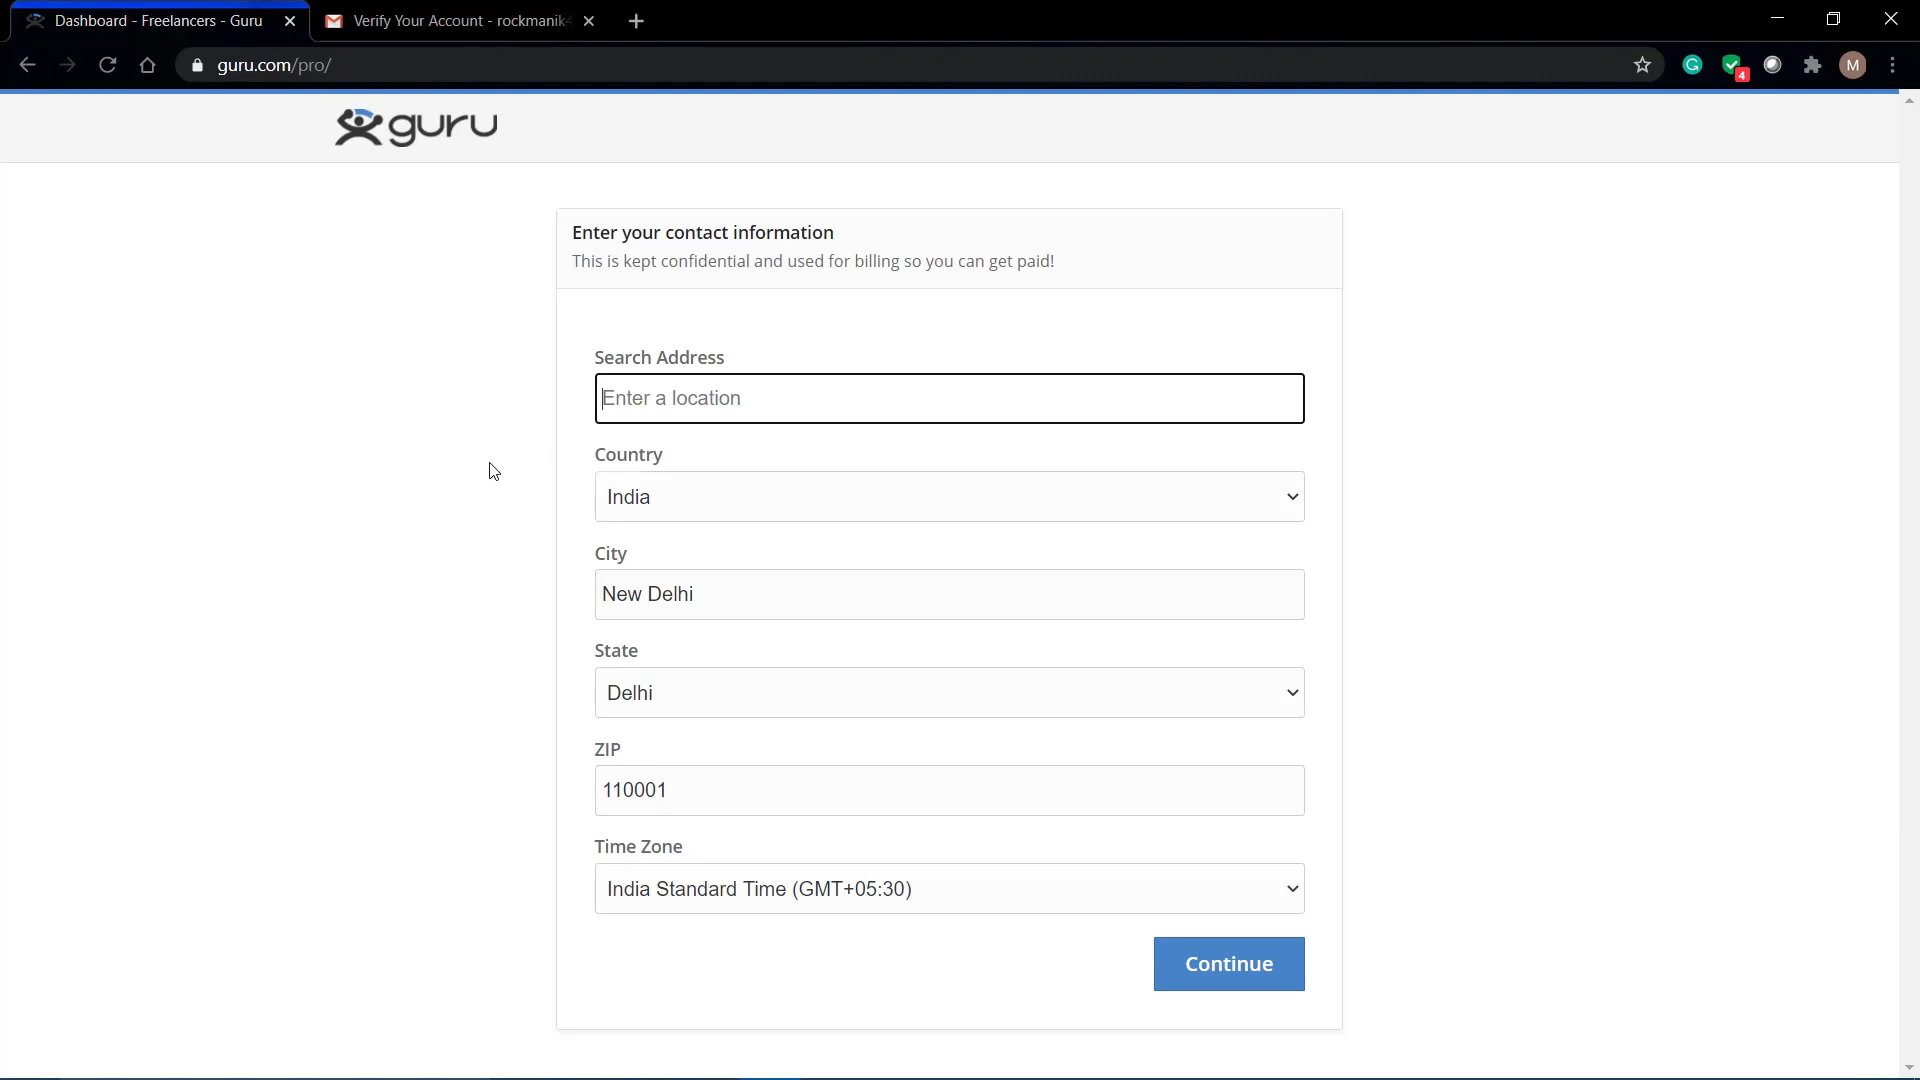 Dashboard - Freelancers - Guru
Verify Your Account - rockmanik4
guru.com/pro/
4
M
guru
Enter your contact information
This is kept confidential and used for billing so you can get paid!
Search Address
Enter a location
Country
India
City
New Delhi
State
Delhi
ZIP
110001
Time Zone
India Standard Time (GMT+05:30)
Continue